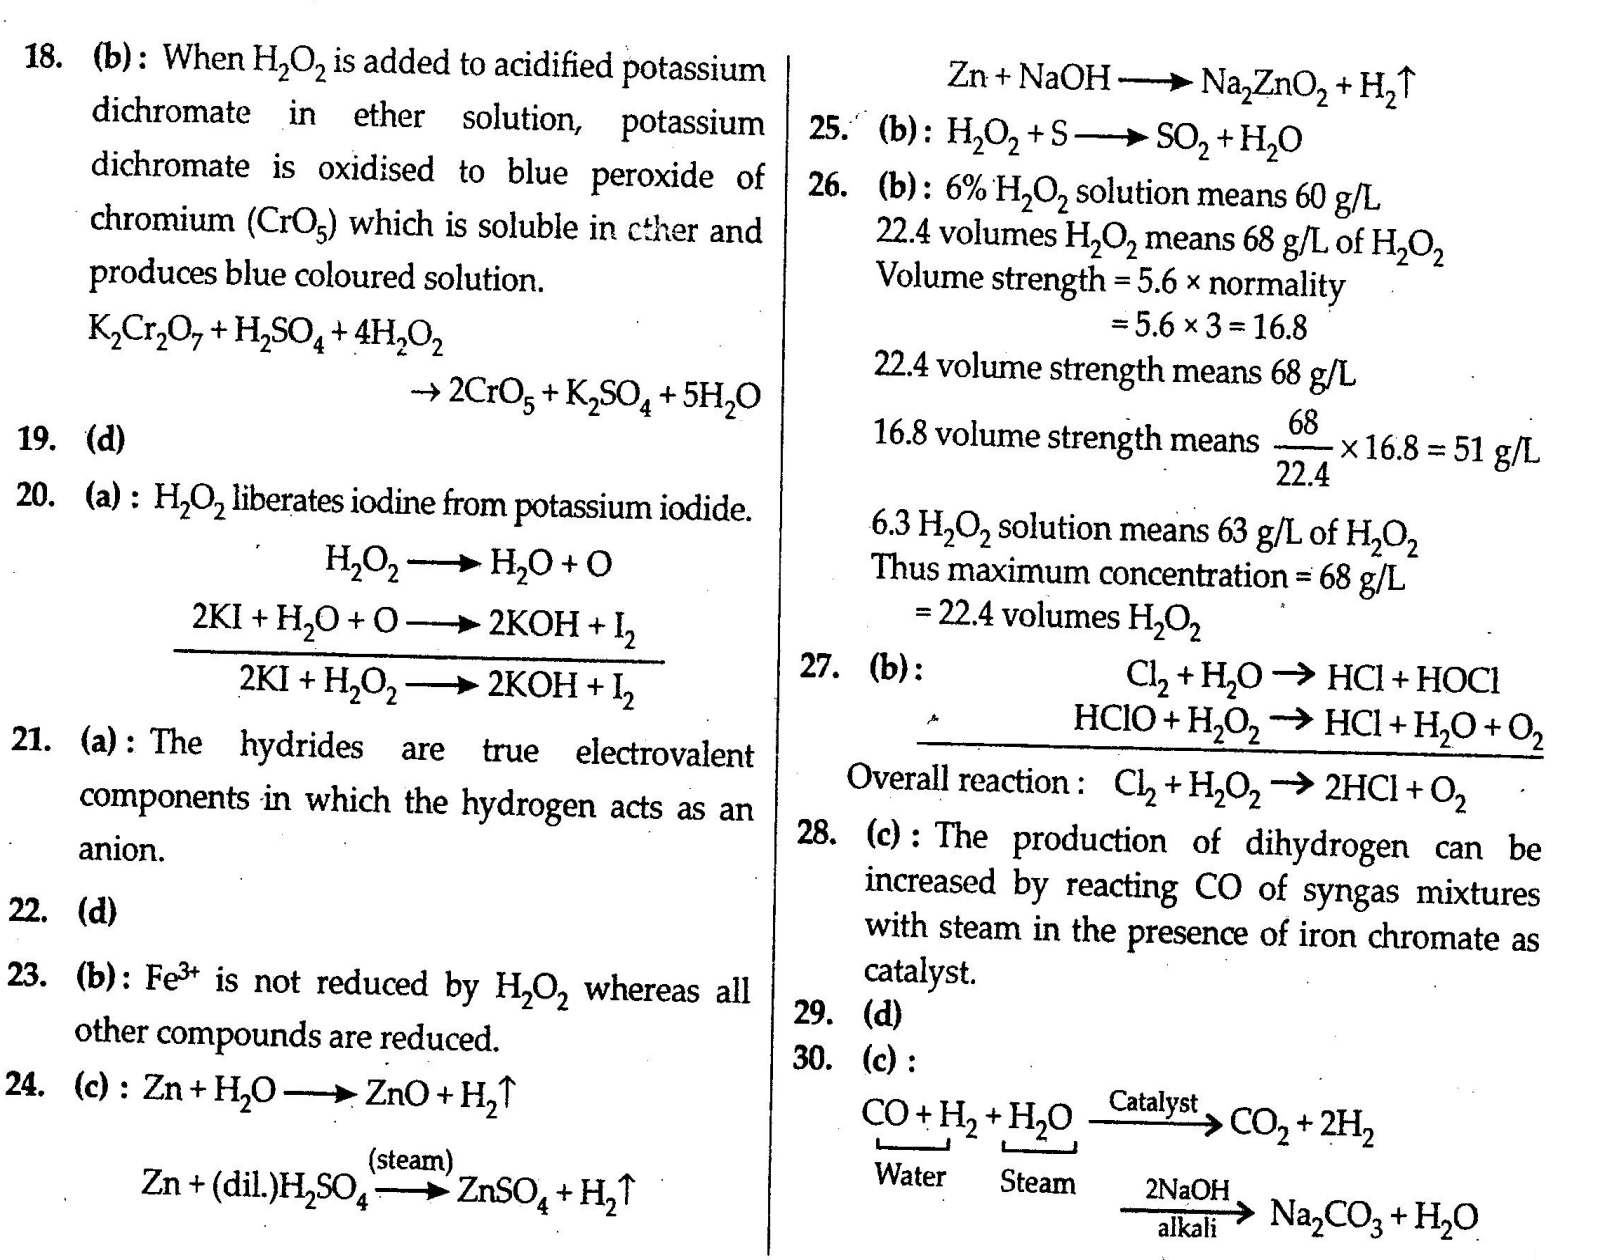 18. (b) : When H₂O₂ is added to acidified potassium
dichromate in ether solution, potassium
dichromate is oxidised to blue peroxide of
chromium (CrO₅) which is soluble in ether and
produces blue coloured solution.
K₂Cr₂O₇ + H₂SO₄ + 4H₂O₂
→ 2CrO₅ + K₂SO₄ + 5H₂O
19. (d)
20. (a) : H₂O₂ liberates iodine from potassium iodide.
H₂O₂ ⟶ H₂O + O
2KI + H₂O + O ⟶ 2KOH + I₂
2KI + H₂O₂ ⟶ 2KOH + I₂
21. (a) : The hydrides are true electrovalent
components in which the hydrogen acts as an
anion.
22. (d)
23. (b) : Fe³⁺ is not reduced by H₂O₂ whereas all
other compounds are reduced.
24. (c) : Zn + H₂O ⟶ ZnO + H₂↑
(steam)
Zn + (dil.)H₂SO₄ ⟶ ZnSO₄ + H₂↑
Zn + NaOH ⟶ Na₂ZnO₂ + H₂↑
25. (b) : H₂O₂ + S ⟶ SO₂ + H₂O
26. (b) : 6% H₂O₂ solution means 60 g/L
22.4 volumes H₂O₂ means 68 g/L of H₂O₂
Volume strength = 5.6 × normality
= 5.6 × 3 = 16.8
22.4 volume strength means 68 g/L
16.8 volume strength means 68/22.4 × 16.8 = 51 g/L
6.3 H₂O₂ solution means 63 g/L of H₂O₂
Thus maximum concentration = 68 g/L
= 22.4 volumes H₂O₂
27. (b) : Cl₂ + H₂O → HCl + HOCl
HClO + H₂O₂ → HCl + H₂O + O₂
Overall reaction : Cl₂ + H₂O₂ → 2HCl + O₂
28. (c) : The production of dihydrogen can be
increased by reacting CO of syngas mixtures
with steam in the presence of iron chromate as
catalyst.
29. (d)
30. (c) :
CO + H₂ + H₂O —Catalyst→ CO₂ + 2H₂
Water Steam
—2NaOH alkali→ Na₂CO₃ + H₂O